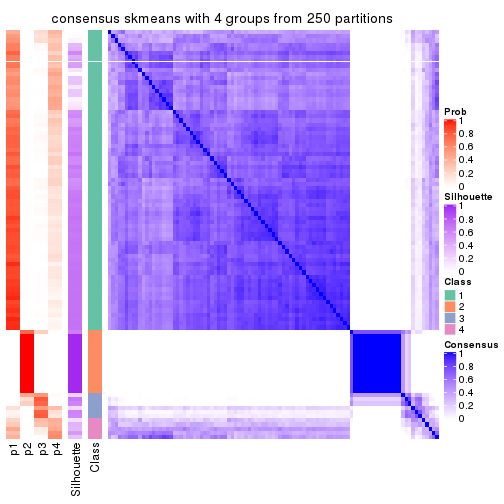 consensus skmeans with 4 groups from 250 partitions
Prob
1
0.8
0.6
0.4
0.2
0
Silhouette
1
0.8
0.6
0.4
0.2
0
Class
1
2
3
4
Consensus
1
0.8
0.6
0.4
0.2
0
p1
p2
p3
p4
Silhouette
Class